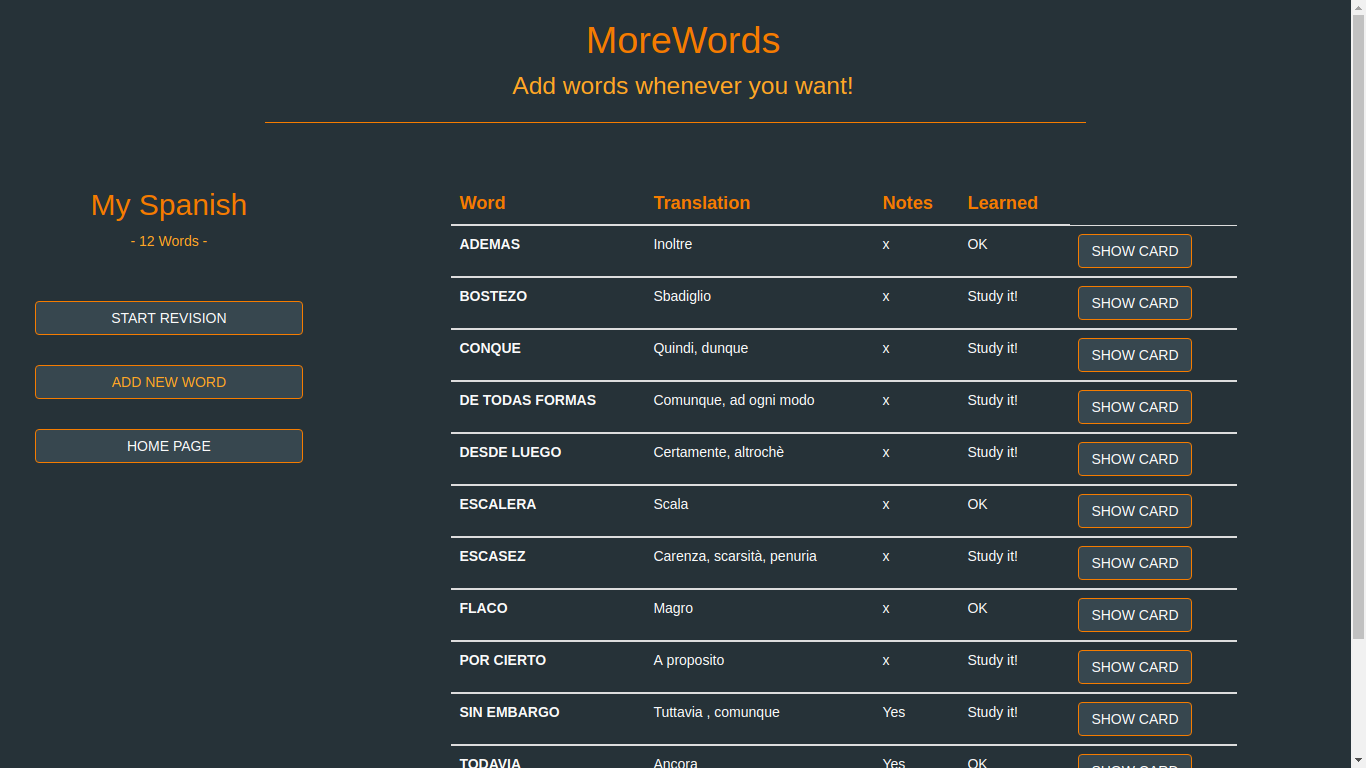 MoreWords
Add words whenever you want!
My Spanish
- 12 Words -
START REVISION
ADD NEW WORD
HOME PAGE
Word Translation Notes Learned
ADEMAS Inoltre x OK SHOW CARD
BOSTEZO Sbadiglio x Study it! SHOW CARD
CONQUE Quindi, dunque x Study it! SHOW CARD
DE TODAS FORMAS Comunque, ad ogni modo x Study it! SHOW CARD
DESDE LUEGO Certamente, altrochè x Study it! SHOW CARD
ESCALERA Scala x OK SHOW CARD
ESCASEZ Carenza, scarsità, penuria x Study it! SHOW CARD
FLACO Magro x OK SHOW CARD
POR CIERTO A proposito x Study it! SHOW CARD
SIN EMBARGO Tuttavia , comunque Yes Study it! SHOW CARD
TODAVIA Ancora Yes OK SHOW CARD